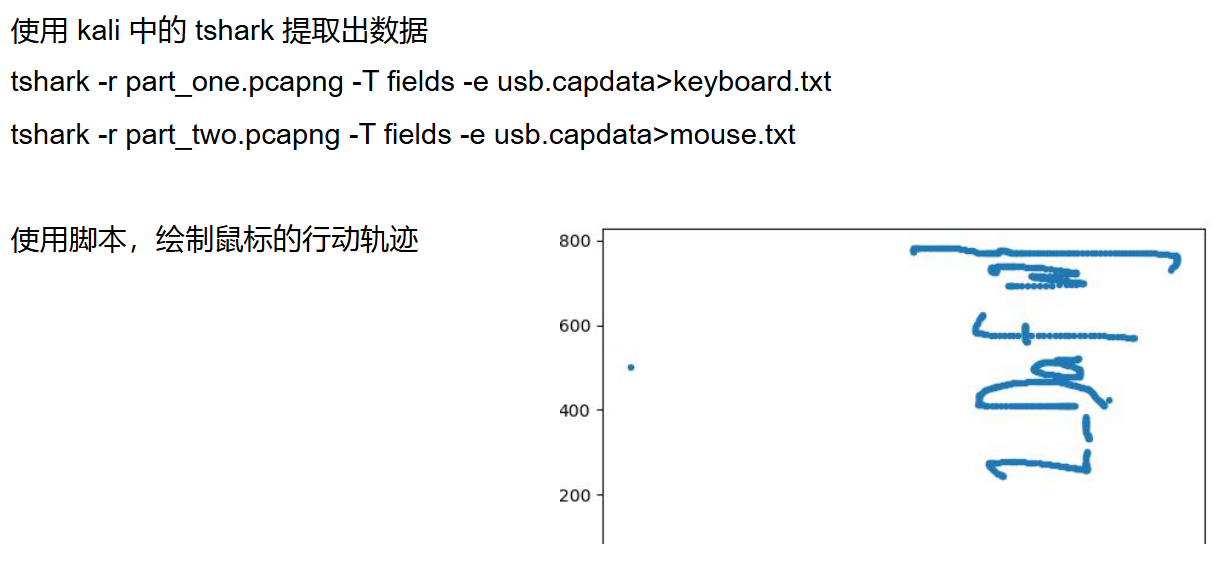 使用 kali 中的 tshark 提取出数据
tshark -r part_one.pcapng -T fields -e usb.capdata>keyboard.txt
tshark -r part_two.pcapng -T fields -e usb.capdata>mouse.txt
使用脚本，绘制鼠标的行动轨迹
800
600
400
200